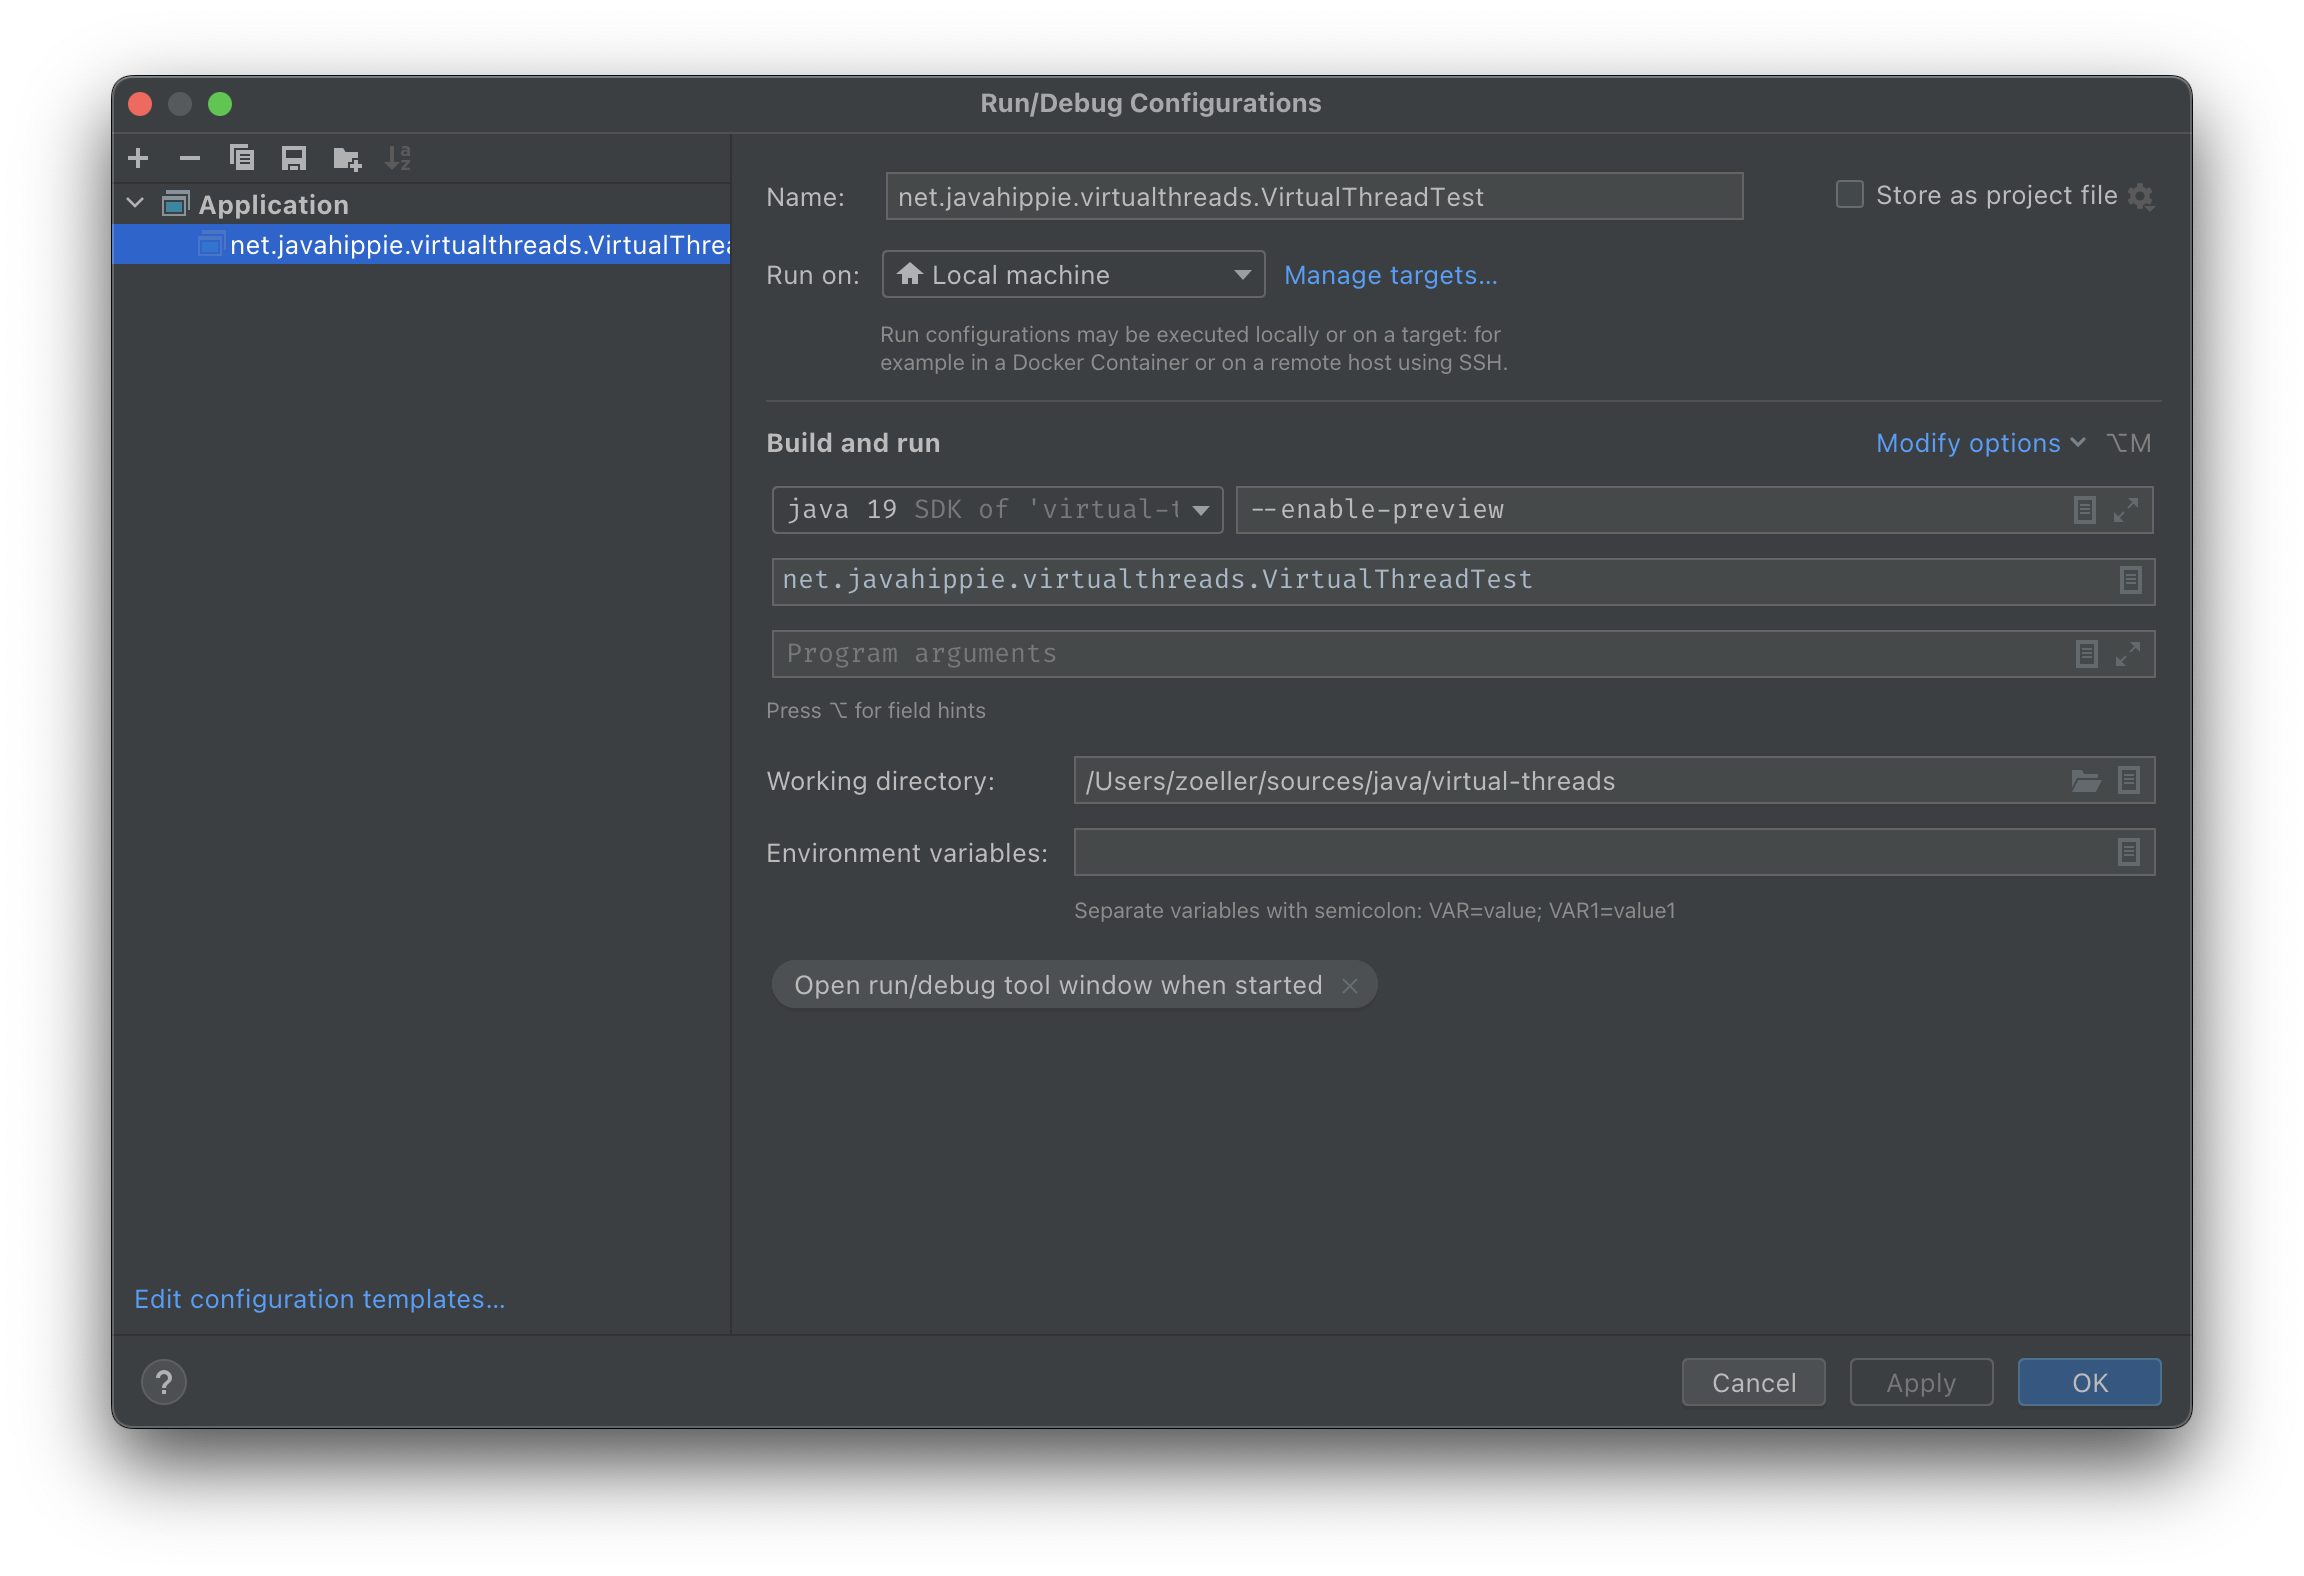 Run/Debug Configurations
Application
net.javahippie.virtualthreads.VirtualThrea
Edit configuration templates...
Name:
net.javahippie.virtualthreads.VirtualThreadTest
Store as project file
Run on:
Local machine
Manage targets...
Run configurations may be executed locally or on a target: for
example in a Docker Container or on a remote host using SSH.
Build and run
Modify options
⌥M
java 19 SDK of 'virtual-t
--enable-preview
net.javahippie.virtualthreads.VirtualThreadTest
Program arguments
Press ⌥ for field hints
Working directory:
/Users/zoeller/sources/java/virtual-threads
Environment variables:
Separate variables with semicolon: VAR=value; VAR1=value1
Open run/debug tool window when started
?
Cancel
Apply
OK